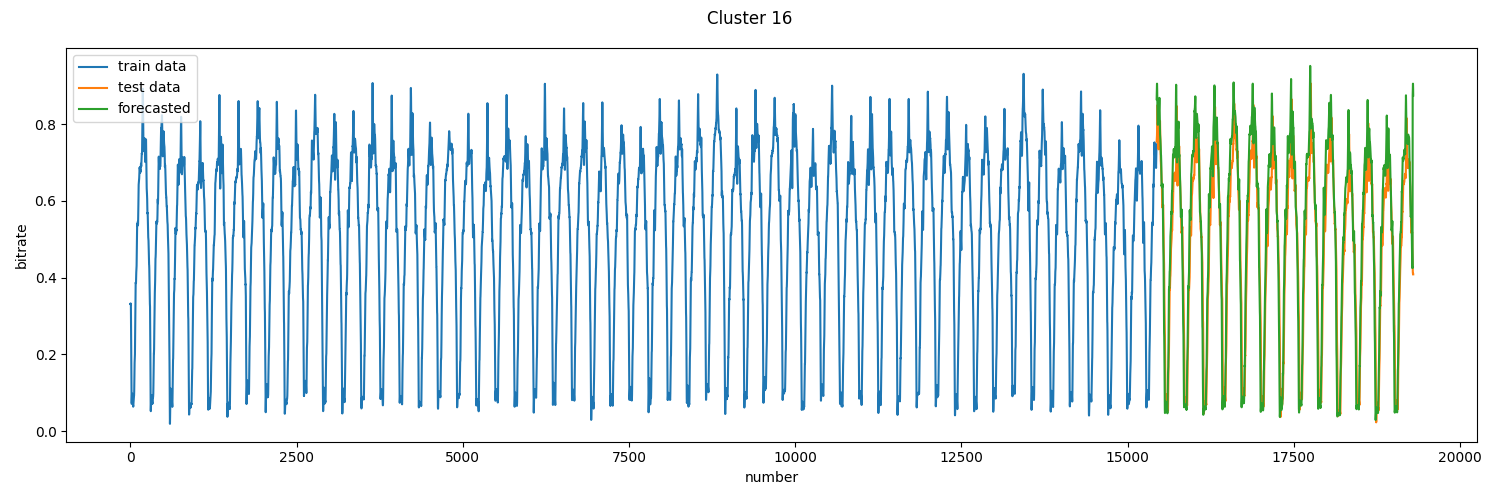 Cluster 16
train data
test data
forecasted
bitrate
0.8
0.6
0.4
0.2
0.0
0 2500 5000 7500 10000 12500 15000 17500 20000
number